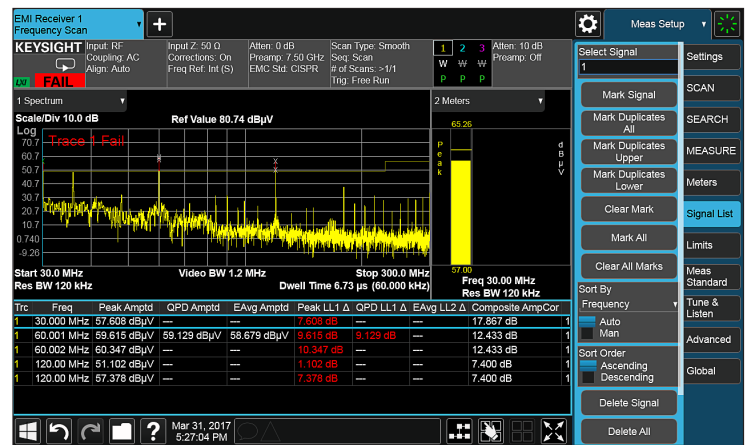 EMI Receiver 1
Frequency Scan
Meas Setup
KEYSIGHT
Input: RF
Coupling: AC
Align: Auto
Input Z: 50 Ω
Corrections: On
Freq Ref: Int (S)
Atten: 0 dB
Preamp: 7.50 GHz
EMC Std: CISPR
Scan Type: Smooth
Seq: Scan
# of Scans: >1/1
Trig: Free Run
1 2 3
W W W
P P P
Atten: 10 dB
Preamp: Off
LXI
FAIL
1 Spectrum
Scale/Div 10.0 dB
Ref Value 80.74 dBµV
Log
Trace 1 Fail
70.7
60.7
50.7
40.7
30.7
20.7
10.7
0.740
-9.26
Start 30.0 MHz
Video BW 1.2 MHz
Stop 300.0 MHz
Res BW 120 kHz
Dwell Time 6.73 µs (60.000 kHz)
2 Meters
65.26
Peak
dBµV
57.00
Freq 30.00 MHz
Res BW 120 kHz
Trc Freq Peak Amptd QPD Amptd EAvg Amptd Peak LL1 Δ QPD LL1 Δ EAvg LL2 Δ Composite AmpCor
1 30.000 MHz 57.608 dBµV --- --- 7.608 dB --- --- 17.867 dB 1
1 60.001 MHz 59.615 dBµV 59.129 dBµV 58.679 dBµV 9.615 dB 9.129 dB --- 12.433 dB 1
1 60.002 MHz 60.347 dBµV --- --- 10.347 dB --- --- 12.433 dB 1
1 120.00 MHz 51.102 dBµV --- --- 1.102 dB --- --- 7.400 dB 1
1 120.00 MHz 57.378 dBµV --- --- 7.378 dB --- --- 7.400 dB 1
Mar 31, 2017
5:27:04 PM
Select Signal
1
Mark Signal
Mark Duplicates
All
Mark Duplicates
Upper
Mark Duplicates
Lower
Clear Mark
Mark All
Clear All Marks
Sort By
Frequency
Auto
Man
Sort Order
Ascending
Descending
Delete Signal
Delete All
Settings
SCAN
SEARCH
MEASURE
Meters
Signal List
Limits
Meas
Standard
Tune &
Listen
Advanced
Global